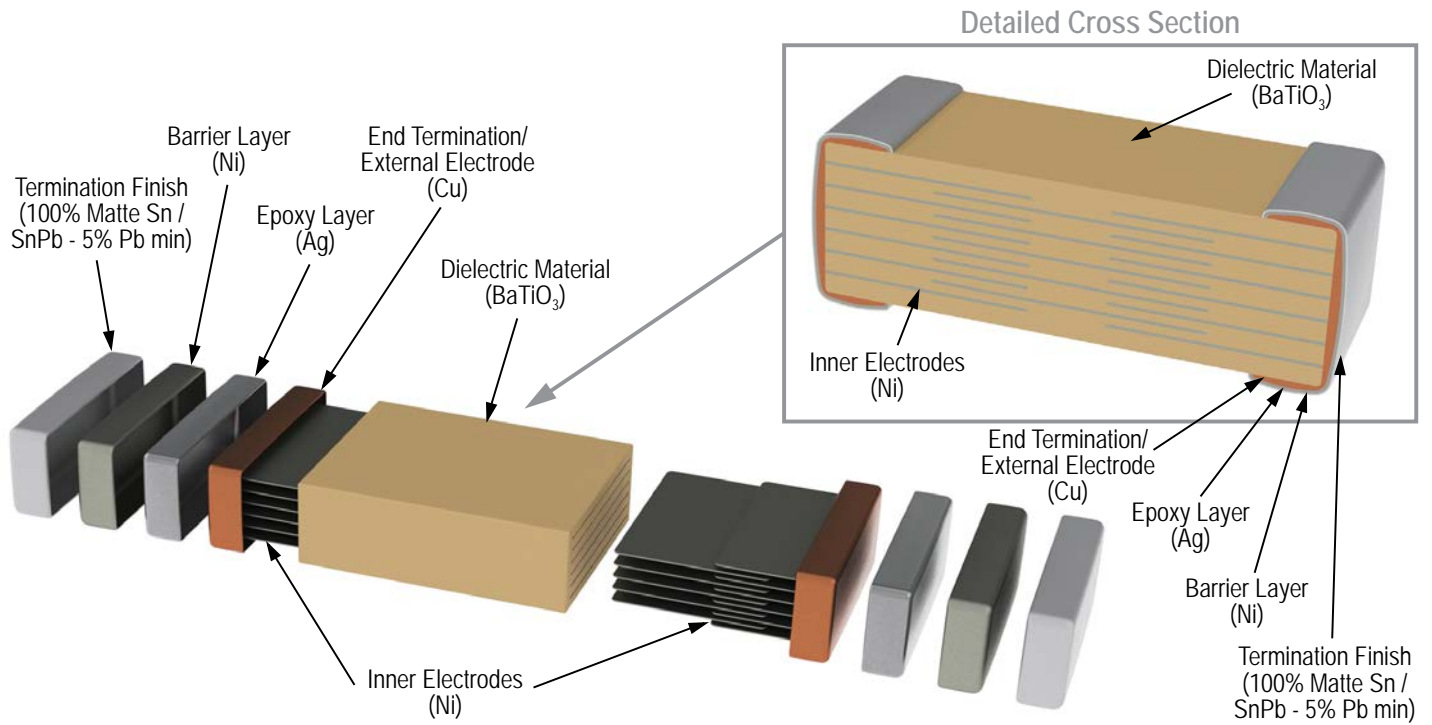 Detailed Cross Section
Dielectric Material
(BaTiO₃)
Inner Electrodes
(Ni)
End Termination/
External Electrode
(Cu)
Epoxy Layer
(Ag)
Barrier Layer
(Ni)
Termination Finish
(100% Matte Sn /
SnPb - 5% Pb min)
Barrier Layer
(Ni)
End Termination/
External Electrode
(Cu)
Termination Finish
(100% Matte Sn /
SnPb - 5% Pb min)
Epoxy Layer
(Ag)
Dielectric Material
(BaTiO₃)
Inner Electrodes
(Ni)